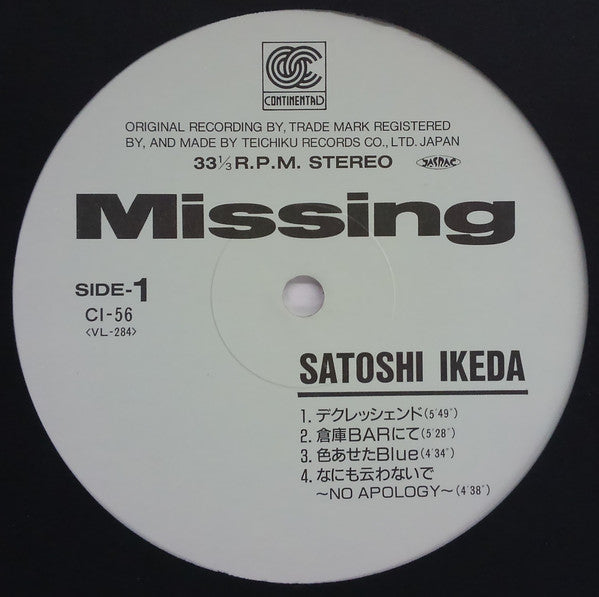 CONTINENTAL
ORIGINAL RECORDING BY, TRADE MARK REGISTERED
BY, AND MADE BY TEICHIKU RECORDS CO., LTD. JAPAN
33⅓ R.P.M. STEREO JASRAC
Missing
SIDE-1
CI-56
<VL-284>
SATOSHI IKEDA
1. デクレッシェンド(5'49")
2. 倉庫BARにて(5'28")
3. 色あせたBlue(4'34")
4. なにも云わないで
～NO APOLOGY～(4'38")